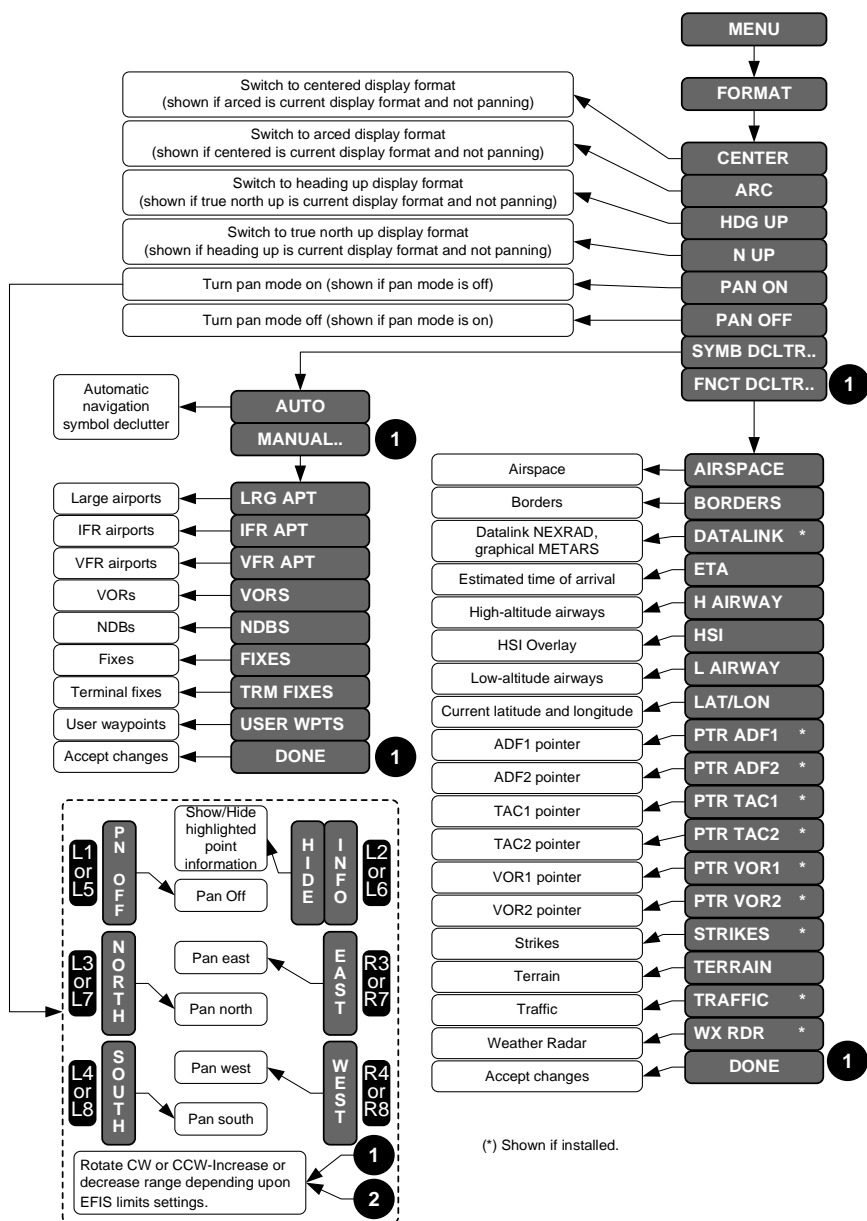 MENU
FORMAT
Switch to centered display format
(shown if arced is current display format and not panning)
CENTER
Switch to arced display format
(shown if centered is current display format and not panning)
ARC
Switch to heading up display format
(shown if true north up is current display format and not panning)
HDG UP
Switch to true north up display format
(shown if heading up is current display format and not panning)
N UP
Turn pan mode on (shown if pan mode is off)
PAN ON
Turn pan mode off (shown if pan mode is on)
PAN OFF
SYMB DCLTR..
FNCT DCLTR..
1
Automatic
navigation
symbol declutter
AUTO
MANUAL..
1
Large airports
LRG APT
IFR airports
IFR APT
VFR airports
VFR APT
VORs
VORS
NDBs
NDBS
Fixes
FIXES
Terminal fixes
TRM FIXES
User waypoints
USER WPTS
Accept changes
DONE
1
Airspace
AIRSPACE
Borders
BORDERS
Datalink NEXRAD,
graphical METARS
DATALINK *
Estimated time of arrival
ETA
High-altitude airways
H AIRWAY
HSI Overlay
HSI
Low-altitude airways
L AIRWAY
Current latitude and longitude
LAT/LON
ADF1 pointer
PTR ADF1 *
ADF2 pointer
PTR ADF2 *
TAC1 pointer
PTR TAC1 *
TAC2 pointer
PTR TAC2 *
VOR1 pointer
PTR VOR1 *
VOR2 pointer
PTR VOR2 *
Strikes
STRIKES *
Terrain
TERRAIN
Traffic
TRAFFIC *
Weather Radar
WX RDR *
Accept changes
DONE
1
(*) Shown if installed.
L1
or
L5
PN OFF
Show/Hide
highlighted
point
information
Pan Off
HIDE
INFO
L2
or
L6
L3
or
L7
NORTH
Pan east
Pan north
EAST
R3
or
R7
L4
or
L8
SOUTH
Pan west
Pan south
WEST
R4
or
R8
Rotate CW or CCW-Increase or
decrease range depending upon
EFIS limits settings.
1
2